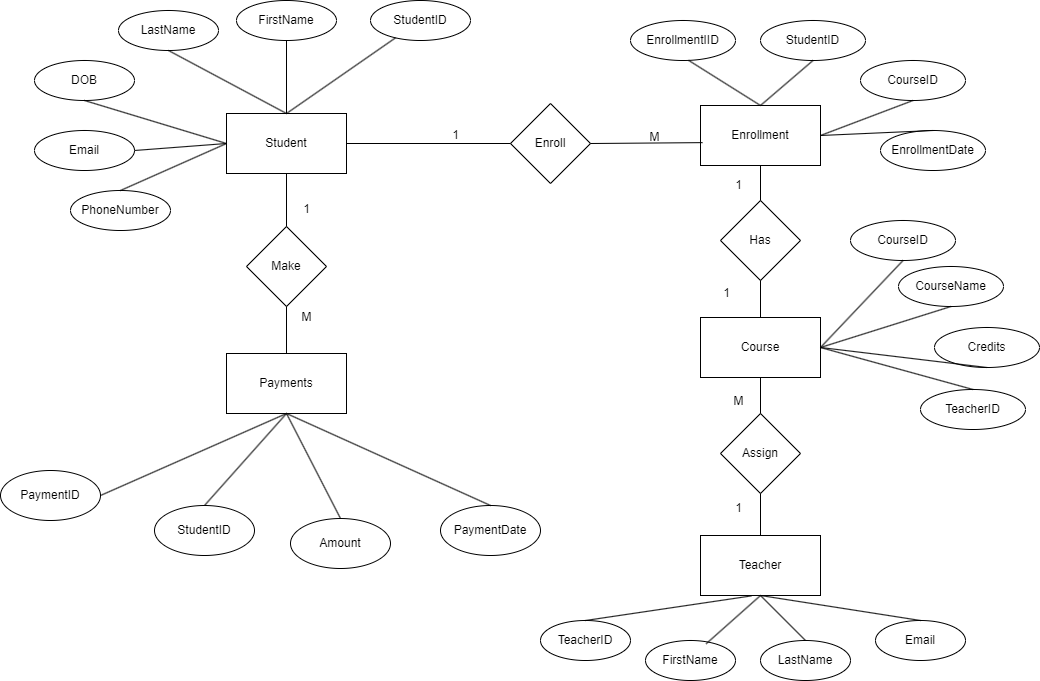 FirstName
StudentID
LastName
EnrollmentIID
StudentID
DOB
CourseID
Student
1
Enroll
M
Enrollment
Email
EnrollmentDate
PhoneNumber
1
1
Make
Has
CourseID
CourseName
1
M
Course
Credits
Payments
M
TeacherID
Assign
PaymentID
1
StudentID
Amount
PaymentDate
Teacher
TeacherID
FirstName
LastName
Email